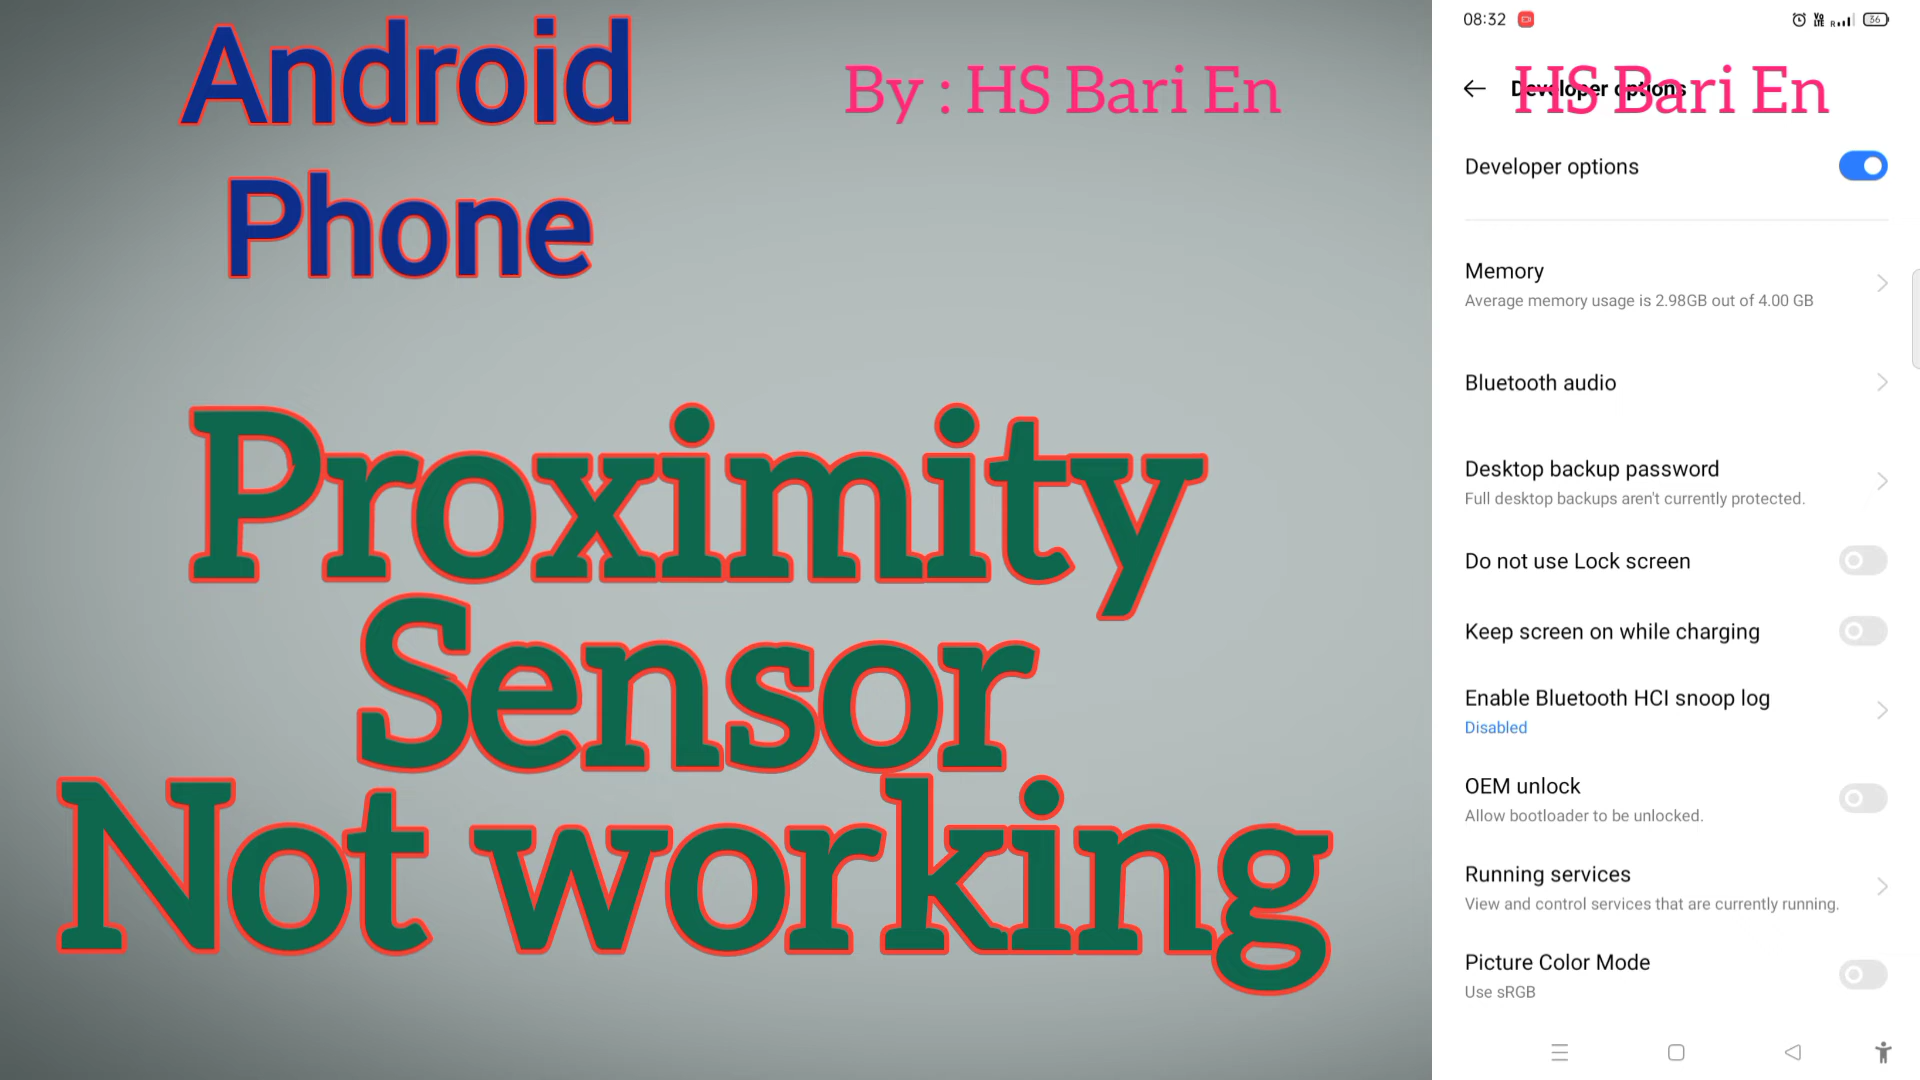 Android
Phone
By : HS Bari En
Proximity
Sensor
Not working
08:32
36
Developer options
HS Bari En
Developer options
Memory
Average memory usage is 2.98GB out of 4.00 GB
Bluetooth audio
Desktop backup password
Full desktop backups aren't currently protected.
Do not use Lock screen
Keep screen on while charging
Enable Bluetooth HCI snoop log
Disabled
OEM unlock
Allow bootloader to be unlocked.
Running services
View and control services that are currently running.
Picture Color Mode
Use sRGB